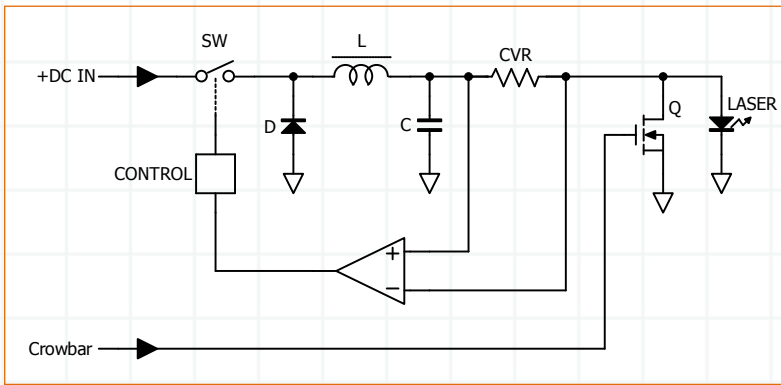 SW
L
CVR
+DC IN
D
C
Q
LASER
CONTROL
+
−
Crowbar